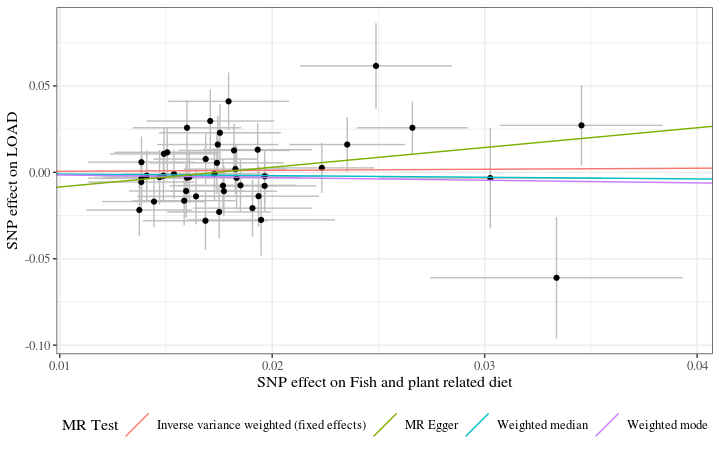 SNP effect on LOAD
0.05
0.00
-0.05
-0.10
0.01 0.02 0.03 0.04
SNP effect on Fish and plant related diet
MR Test Inverse variance weighted (fixed effects) MR Egger Weighted median Weighted mode